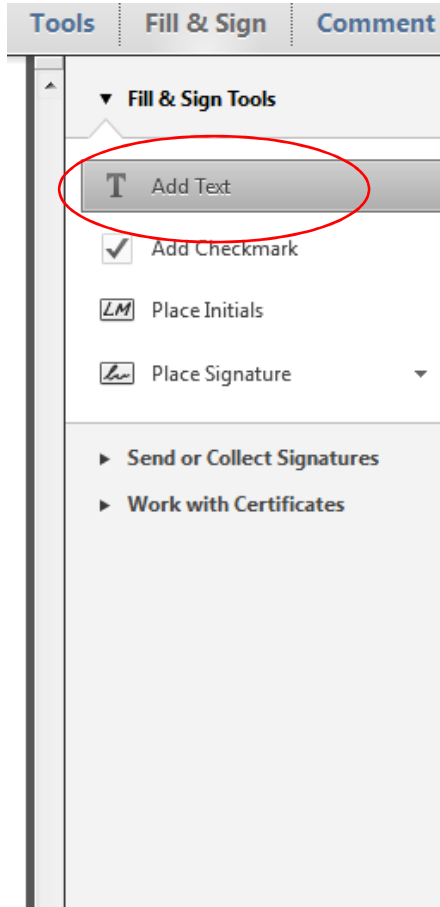 Tools Fill & Sign Comment
Fill & Sign Tools
T Add Text
Add Checkmark
LM Place Initials
Place Signature
Send or Collect Signatures
Work with Certificates